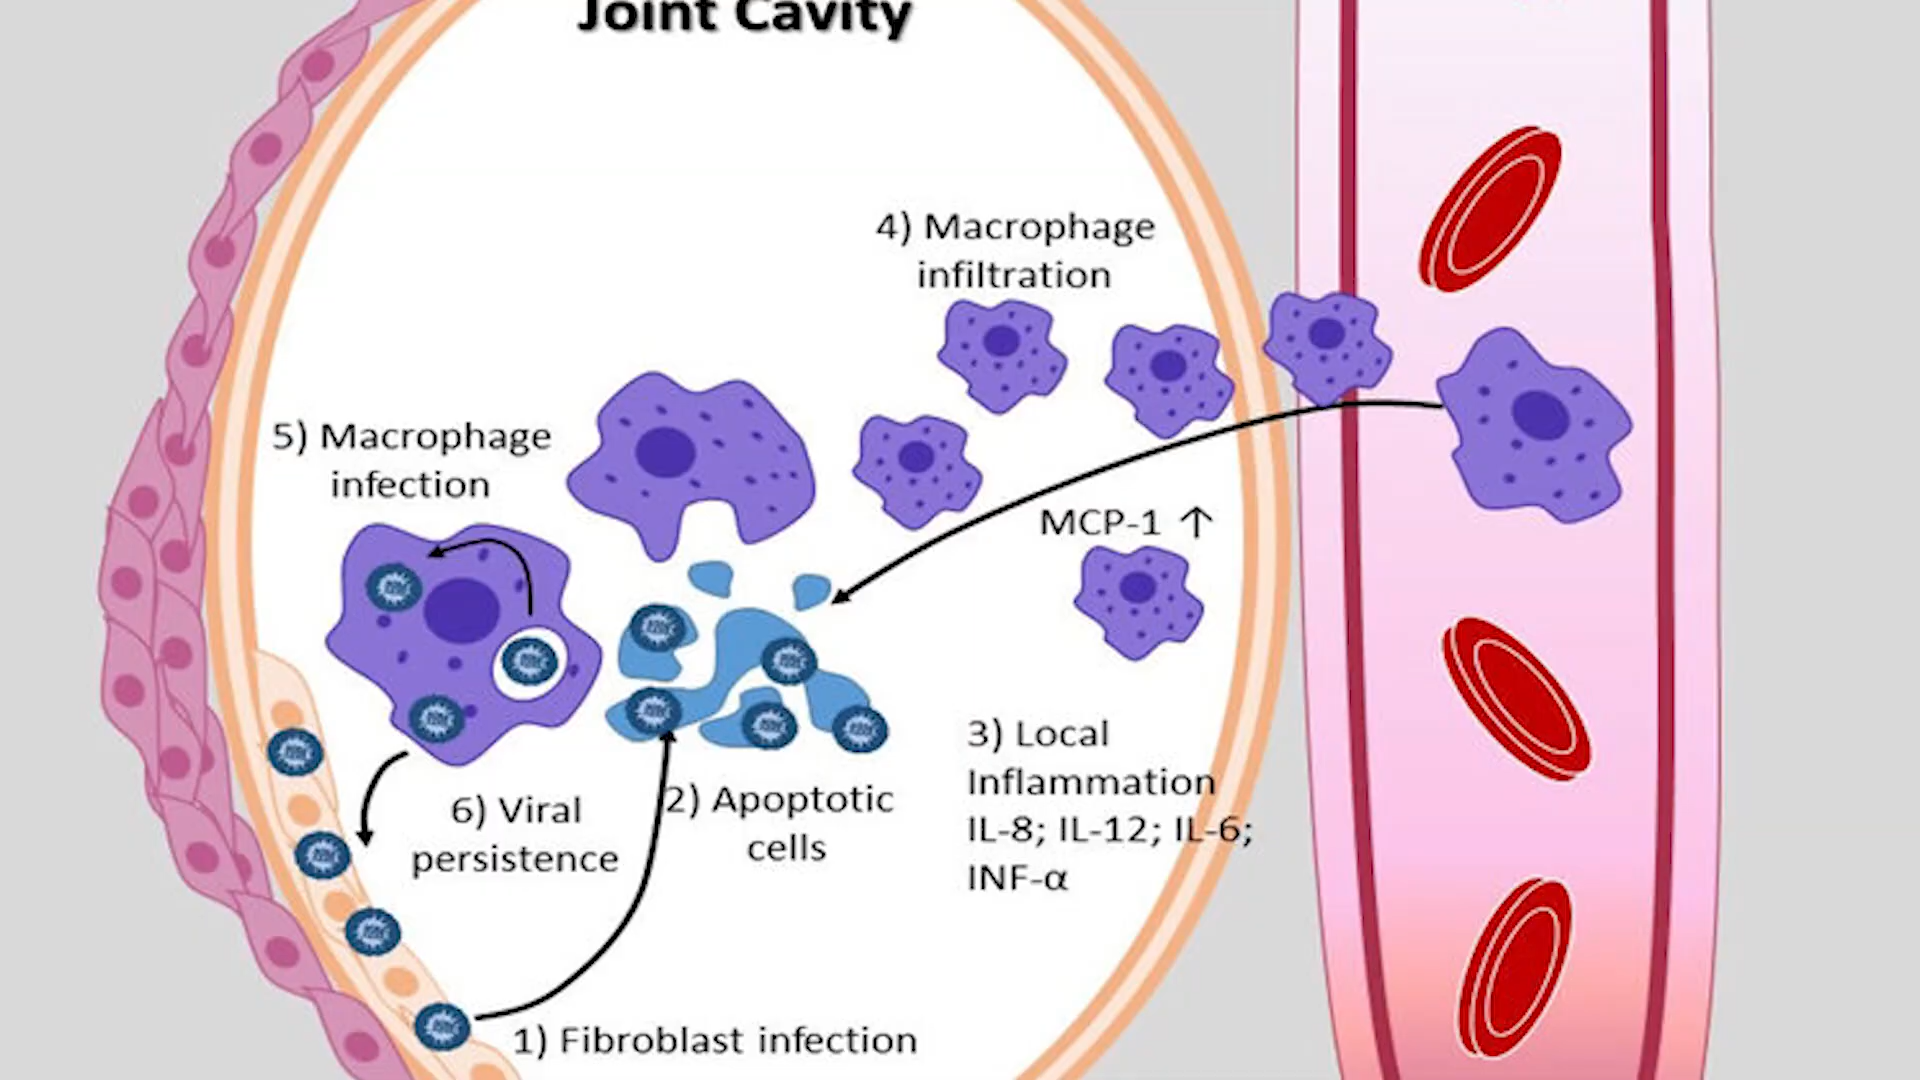 Joint Cavity
4) Macrophage
infiltration
5) Macrophage
infection
MCP-1 ↑
3) Local
Inflammation
IL-8; IL-12; IL-6;
INF-α
2) Apoptotic
cells
6) Viral
persistence
1) Fibroblast infection